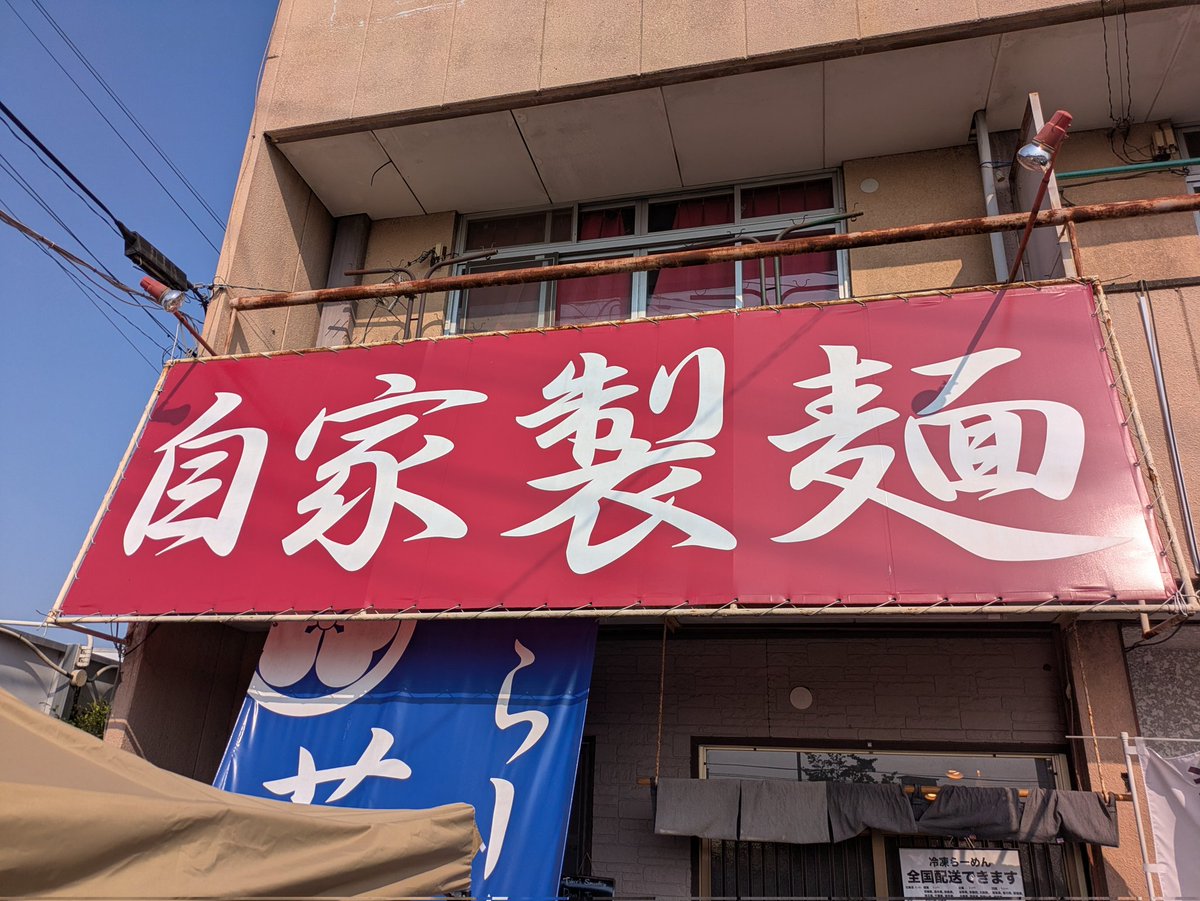 自家製麺
らー
冷凍らーめん
全国配送できます